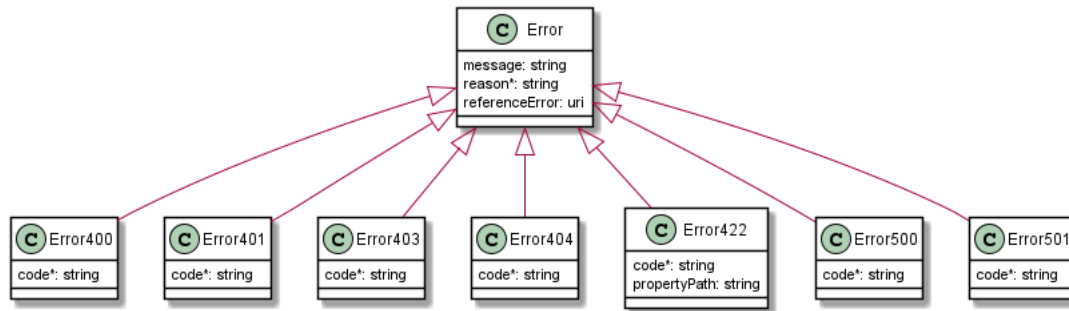 C Error
message: string
reason*: string
referenceError: uri
C Error400
code*: string
C Error401
code*: string
C Error403
code*: string
C Error404
code*: string
C Error422
code*: string
propertyPath: string
C Error500
code*: string
C Error501
code*: string